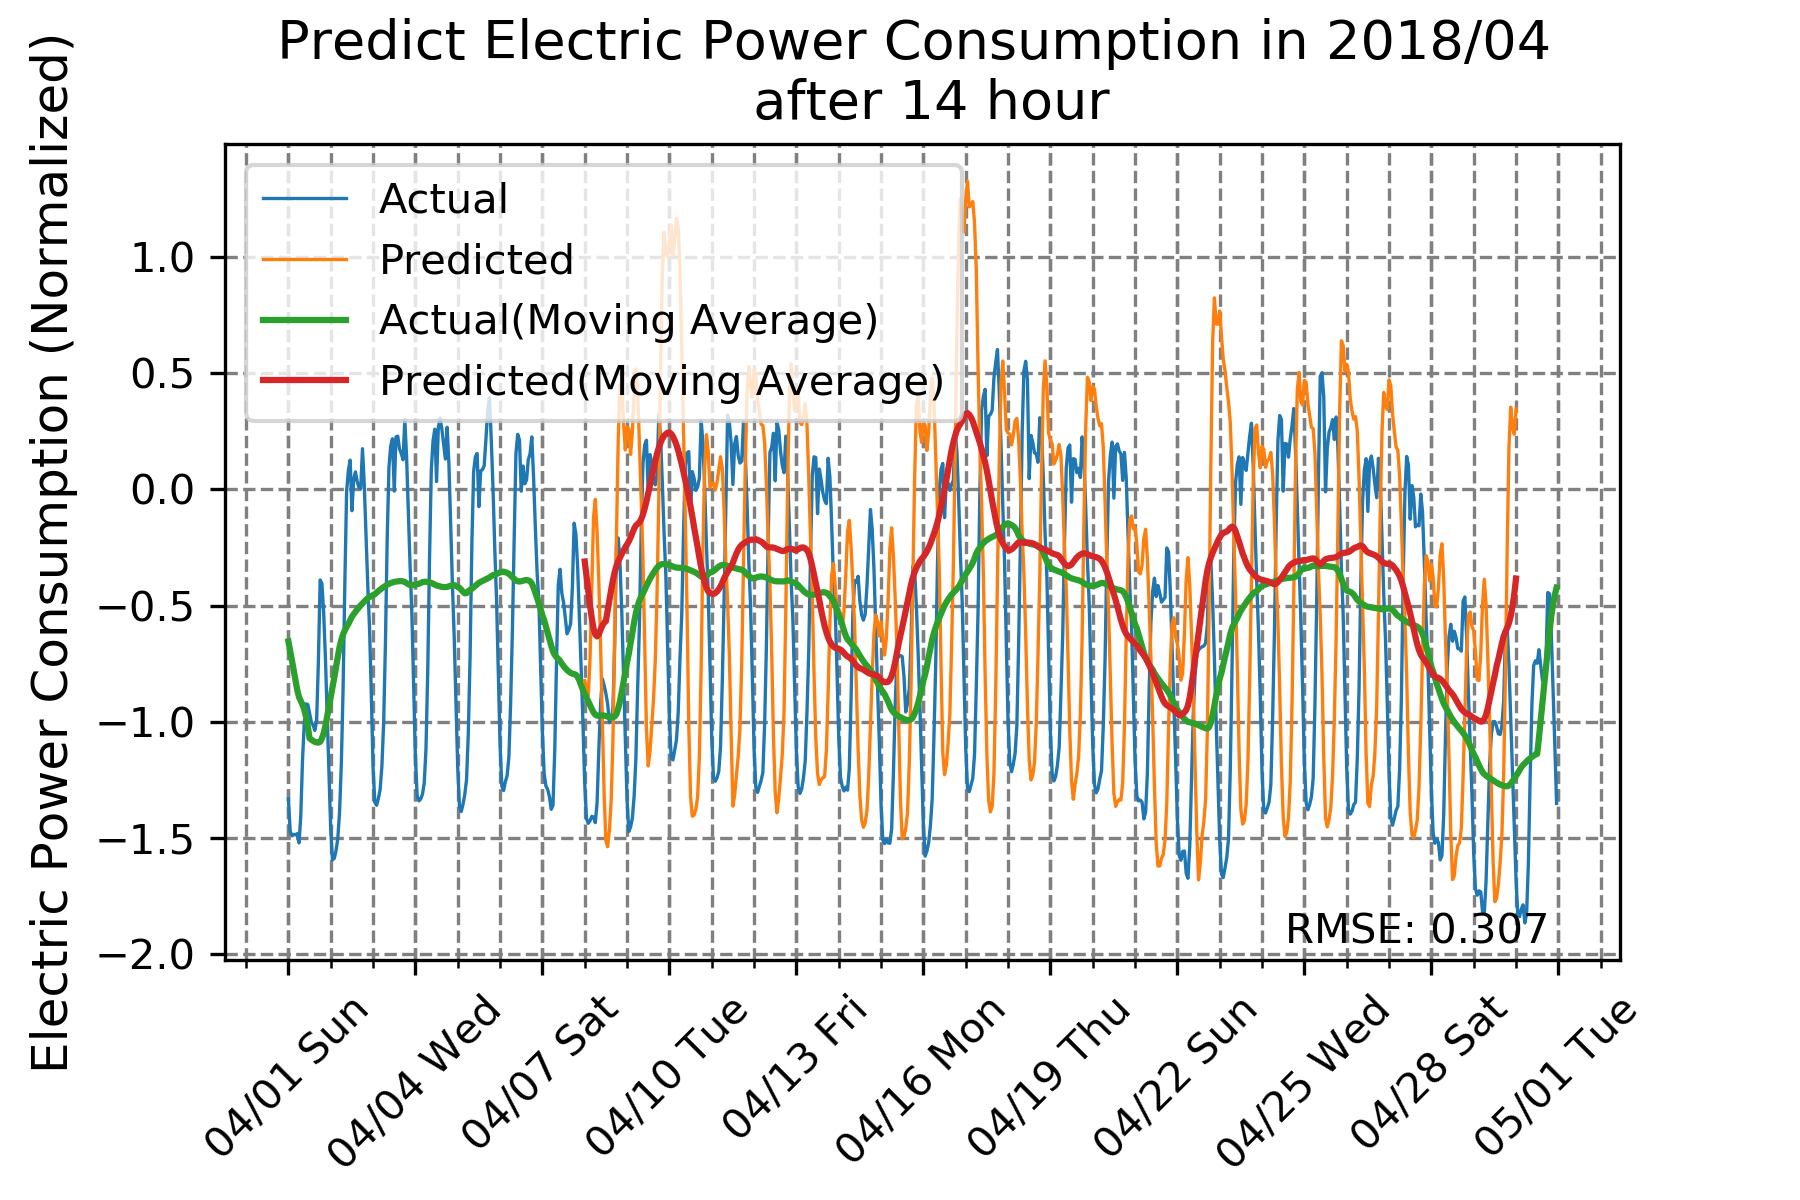 Predict Electric Power Consumption in 2018/04
after 14 hour
Electric Power Consumption (Normalized)
Actual
Predicted
Actual(Moving Average)
Predicted(Moving Average)
1.0
0.5
0.0
−0.5
−1.0
−1.5
−2.0
RMSE: 0.307
04/01 Sun
04/04 Wed
04/07 Sat
04/10 Tue
04/13 Fri
04/16 Mon
04/19 Thu
04/22 Sun
04/25 Wed
04/28 Sat
05/01 Tue